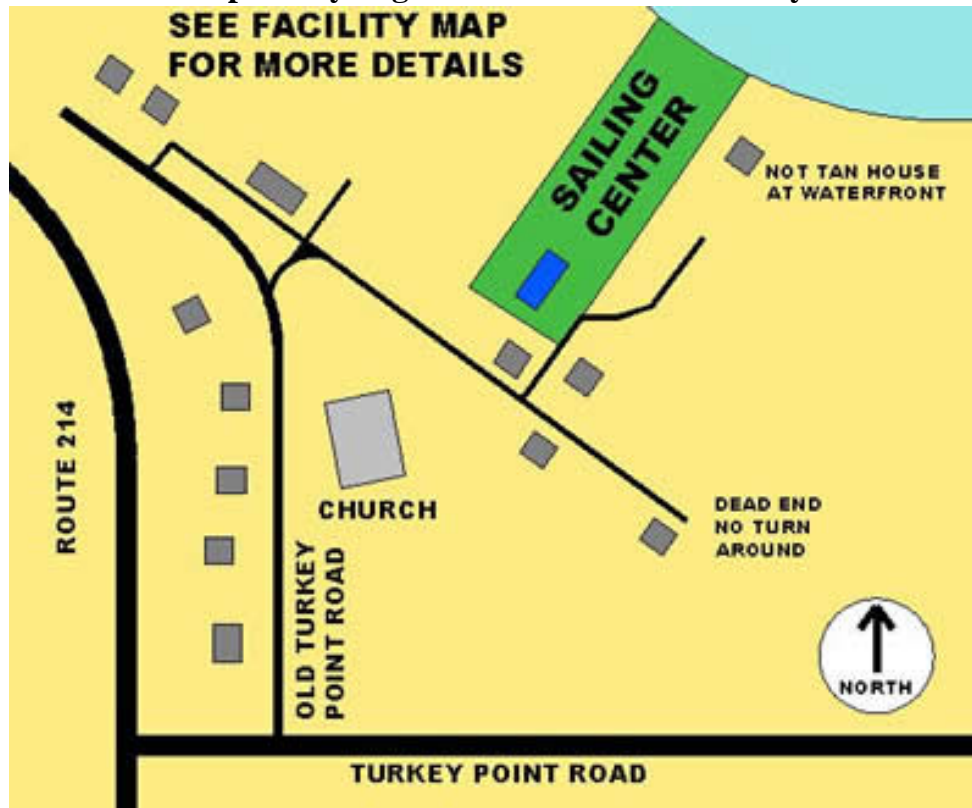 SEE FACILITY MAP
FOR MORE DETAILS
SAILING
CENTER
NOT TAN HOUSE
AT WATERFRONT
ROUTE 214
CHURCH
OLD TURKEY
POINT ROAD
DEAD END
NO TURN
AROUND
NORTH
TURKEY POINT ROAD